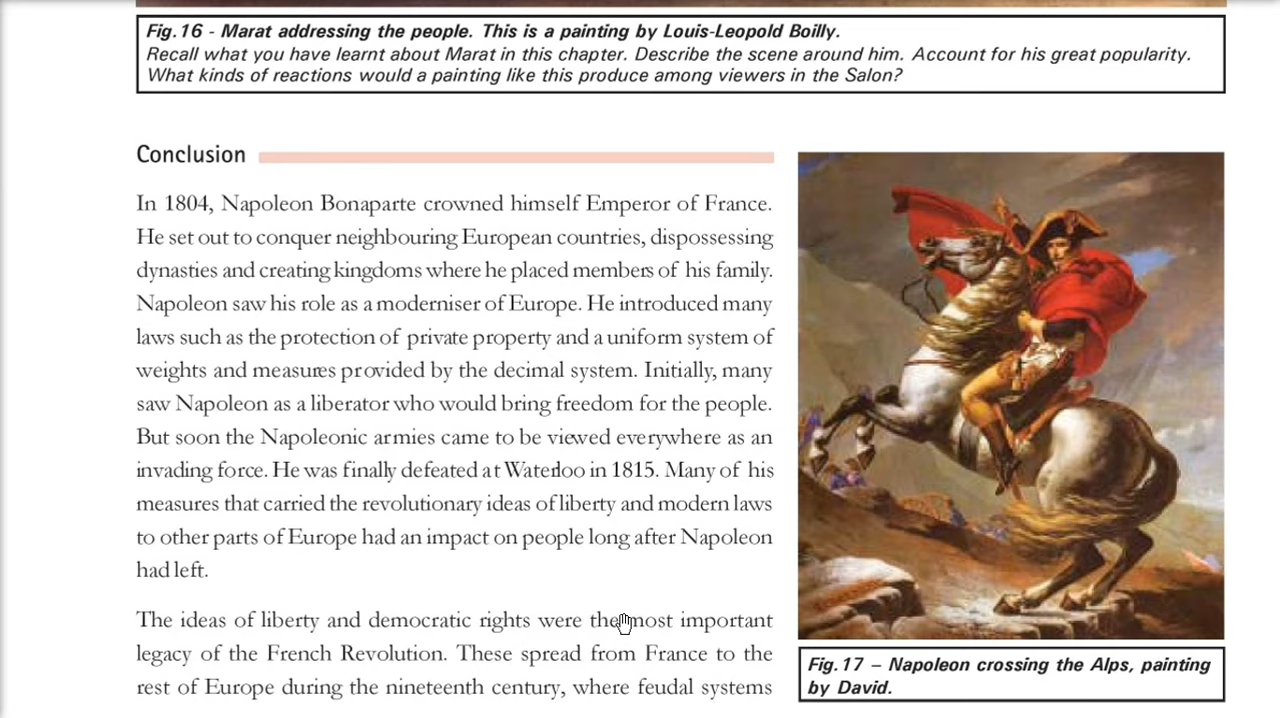 Fig.16 - Marat addressing the people. This is a painting by Louis-Leopold Boilly.
Recall what you have learnt about Marat in this chapter. Describe the scene around him. Account for his great popularity.
What kinds of reactions would a painting like this produce among viewers in the Salon?
Conclusion
In 1804, Napoleon Bonaparte crowned himself Emperor of France.
He set out to conquer neighbouring European countries, dispossessing
dynasties and creating kingdoms where he placed members of his family.
Napoleon saw his role as a moderniser of Europe. He introduced many
laws such as the protection of private property and a uniform system of
weights and measures provided by the decimal system. Initially, many
saw Napoleon as a liberator who would bring freedom for the people.
But soon the Napoleonic armies came to be viewed everywhere as an
invading force. He was finally defeated at Waterloo in 1815. Many of his
measures that carried the revolutionary ideas of liberty and modern laws
to other parts of Europe had an impact on people long after Napoleon
had left.
The ideas of liberty and democratic rights were the most important
legacy of the French Revolution. These spread from France to the
rest of Europe during the nineteenth century, where feudal systems
Fig.17 – Napoleon crossing the Alps, painting
by David.